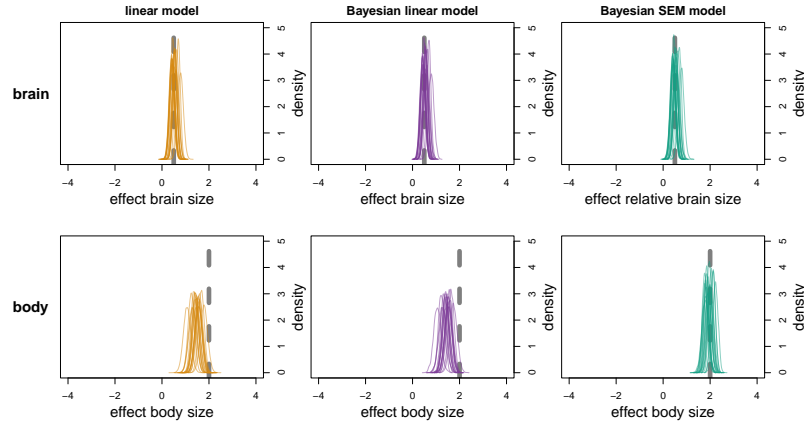 linear model
Bayesian linear model
Bayesian SEM model
brain
0 1 2 3 4 5
density
0 1 2 3 4 5
density
0 1 2 3 4 5
density
−4 −2 0 2 4
−4 −2 0 2 4
−4 −2 0 2 4
effect brain size
effect brain size
effect relative brain size
body
0 1 2 3 4 5
density
0 1 2 3 4 5
density
0 1 2 3 4 5
density
−4 −2 0 2 4
−4 −2 0 2 4
−4 −2 0 2 4
effect body size
effect body size
effect body size